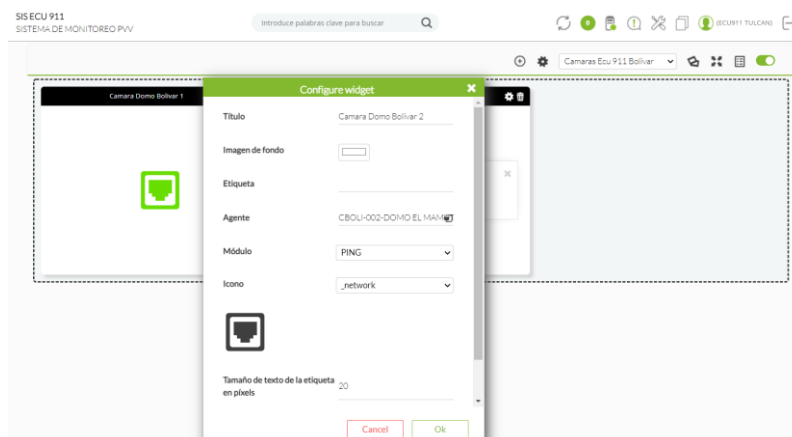 SIS ECU 911
SISTEMA DE MONITOREO PVV
Introduce palabras clave para buscar
0
(ECU911 TULCAN)
Camaras Ecu 911 Bolivar
Camara Domo Bolivar 1
Configure widget
Título
Camara Domo Bolivar 2
Imagen de fondo
Etiqueta
Agente
CBOLI-002-DOMO EL
Módulo
PING
Icono
_network
Tamaño de texto de la etiqueta
en píxels
20
Cancel
Ok